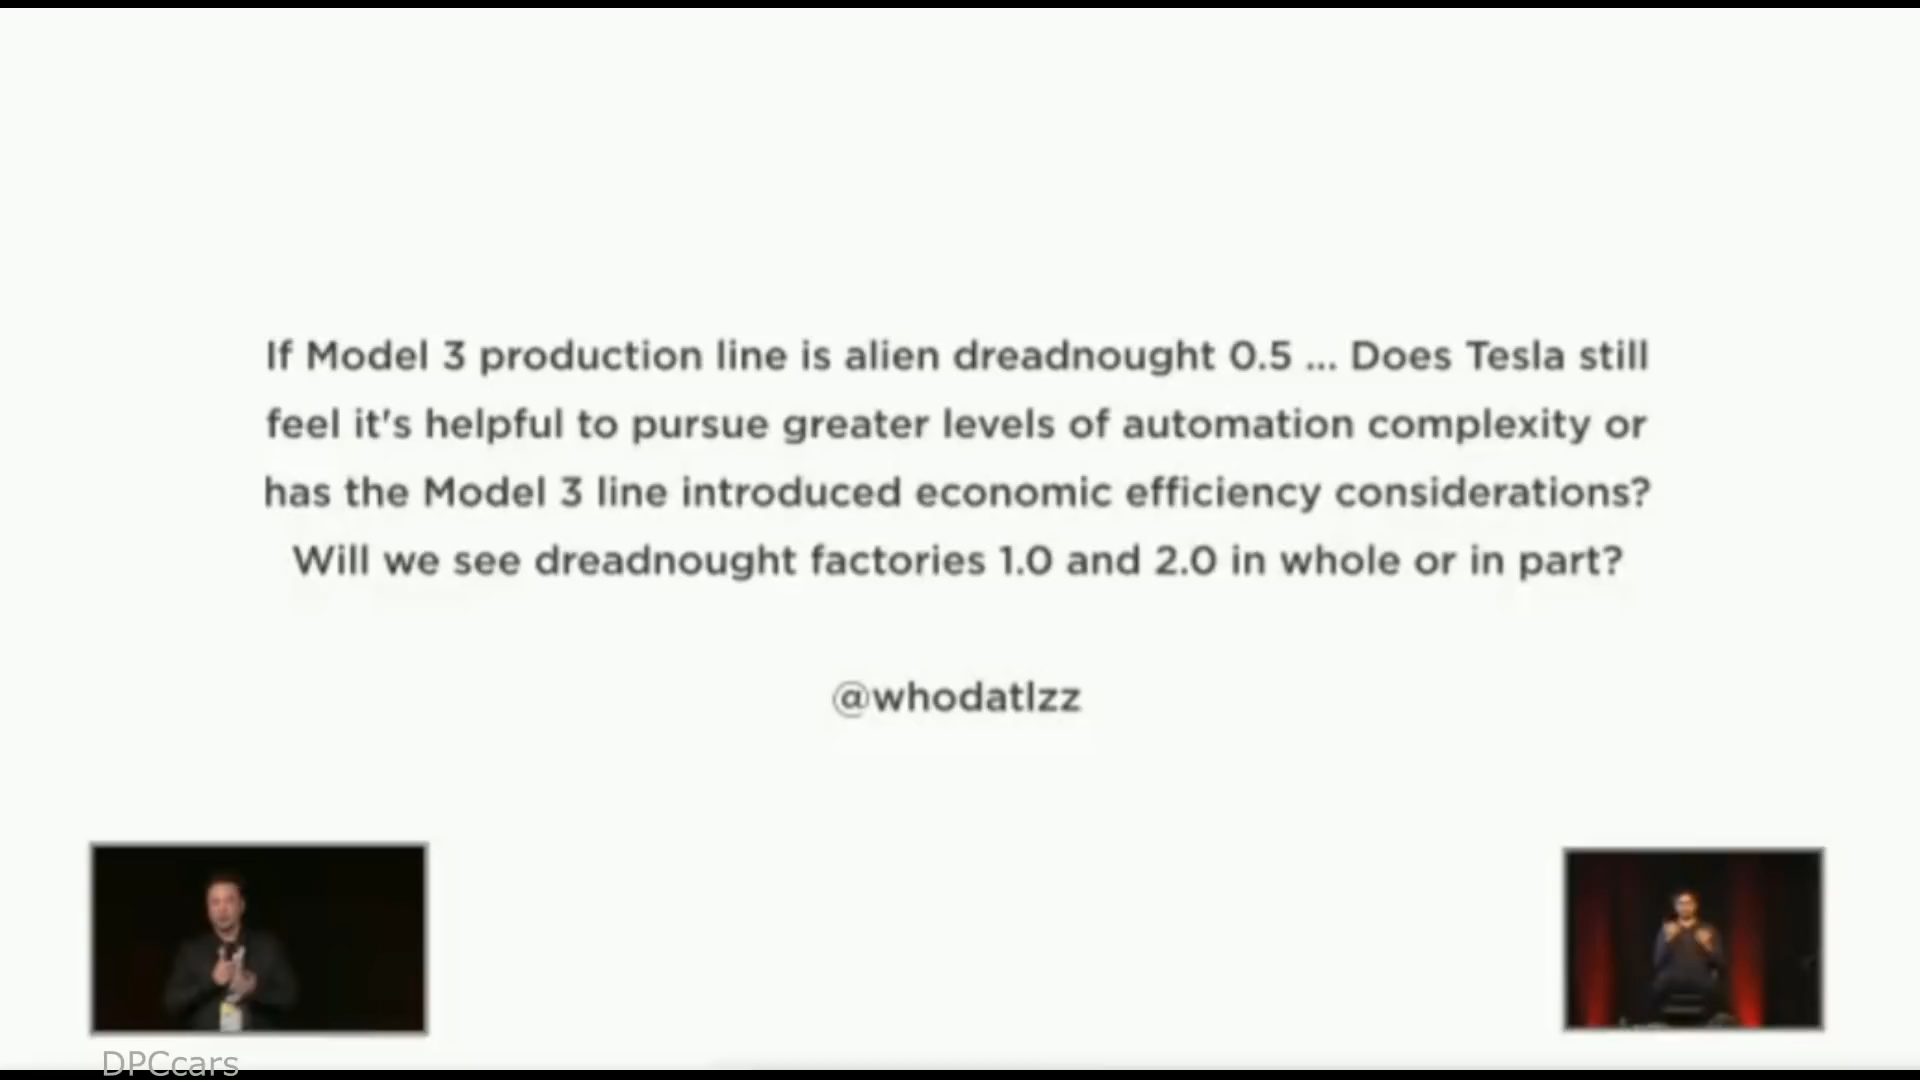 If Model 3 production line is alien dreadnought 0.5 ... Does Tesla still
feel it's helpful to pursue greater levels of automation complexity or
has the Model 3 line introduced economic efficiency considerations?
Will we see dreadnought factories 1.0 and 2.0 in whole or in part?
@whodatlzz
DPCcars